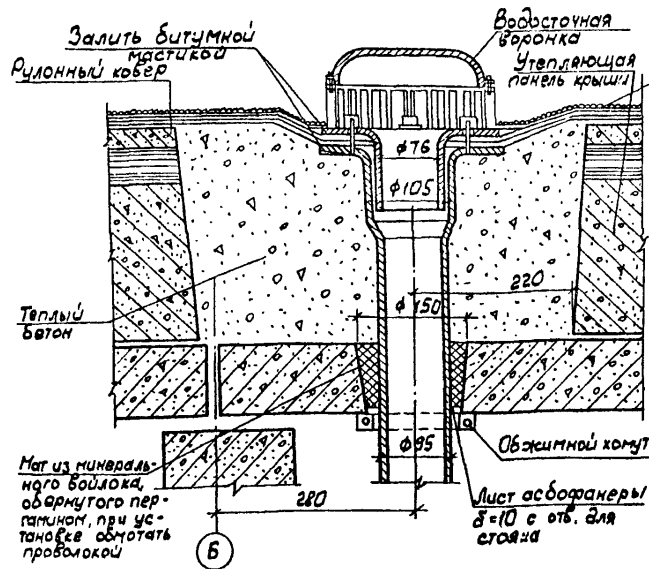 Залить битумной
мастикой
Рулонный ковер
Водосточная
воронка
Утепляющая
панель крыши
ф76
ф105
220
ф150
Теплый
бетон
ф95
Обжимной хомут
Мат из минераль-
ного войлока,
обернутого пер-
гамином, при ус-
тановке обмотать
проволокой
280
Лист асбофанеры
δ=10 с отв. для
стояка
Б